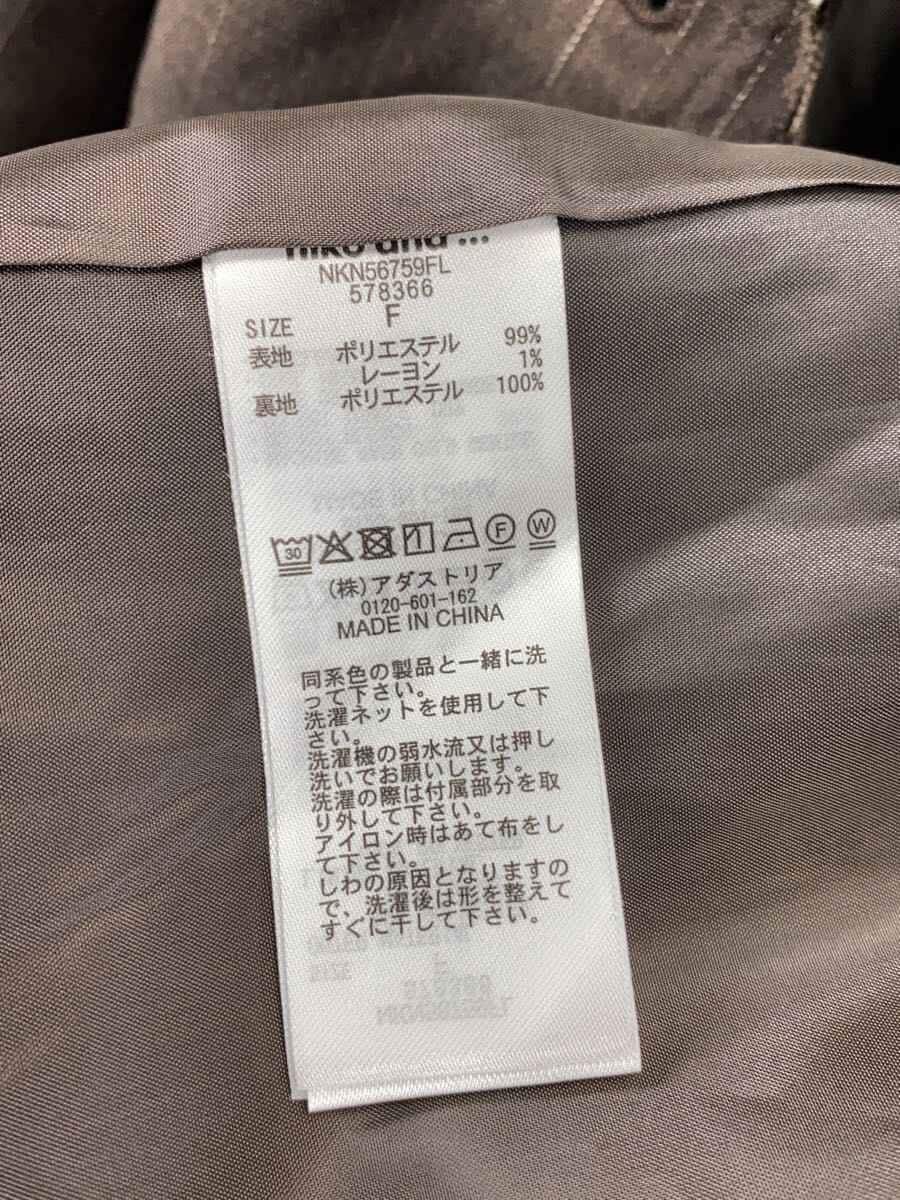 niko and ...
NKN56759FL
578366
SIZE F
表地 ポリエステル 99%
レーヨン 1%
裏地 ポリエステル 100%
30 F W
(株)アダストリア
0120-601-162
MADE IN CHINA
同系色の製品と一緒に洗
って下さい。
洗濯ネットを使用して下
さい。
洗濯機の弱水流又は押し
洗いでお願いします。
洗濯の際は付属部分を取
り外して下さい。
アイロン時はあて布をし
て下さい。
しわの原因となりますの
で、洗濯後は形を整えて
すぐに干して下さい。